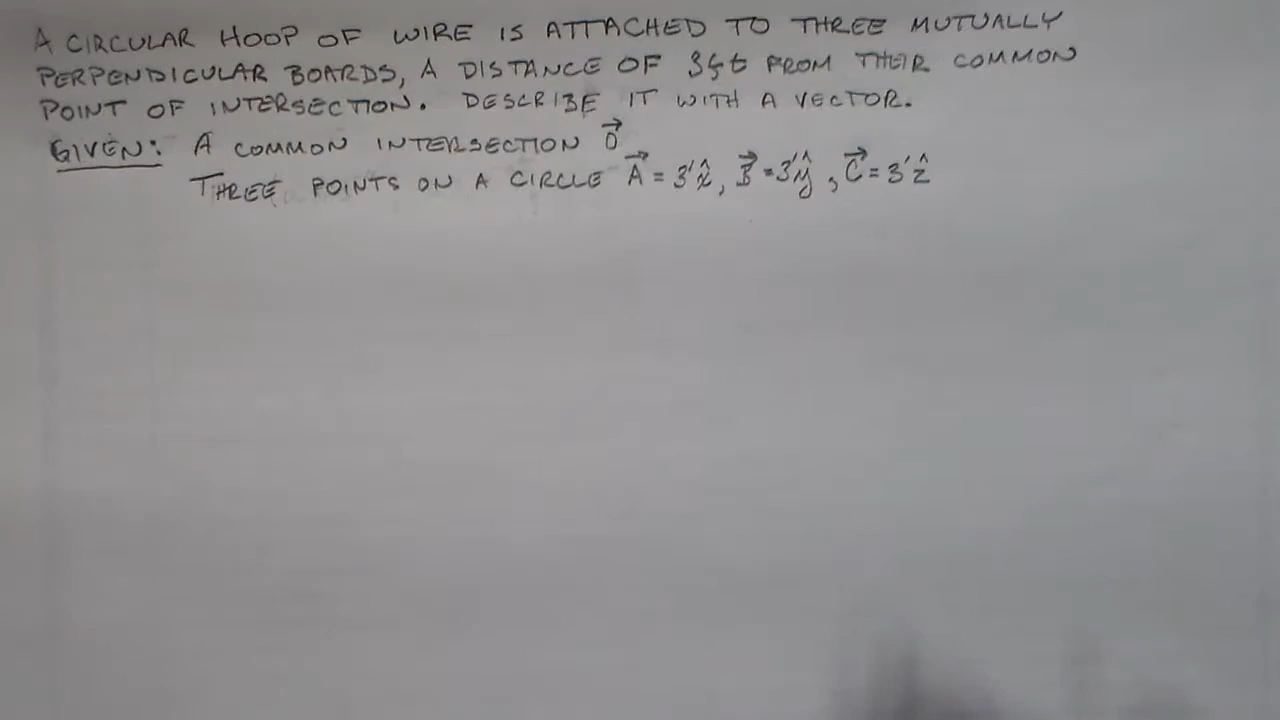 A CIRCULAR HOOP OF WIRE IS ATTACHED TO THREE MUTUALLY
PERPENDICULAR BOARDS, A DISTANCE OF 3ft FROM THEIR COMMON
POINT OF INTERSECTION. DESCRIBE IT WITH A VECTOR.
GIVEN: A COMMON INTERSECTION O⃗
THREE POINTS ON A CIRCLE A⃗ = 3'x̂, B⃗ = 3'ŷ, C⃗ = 3'ẑ